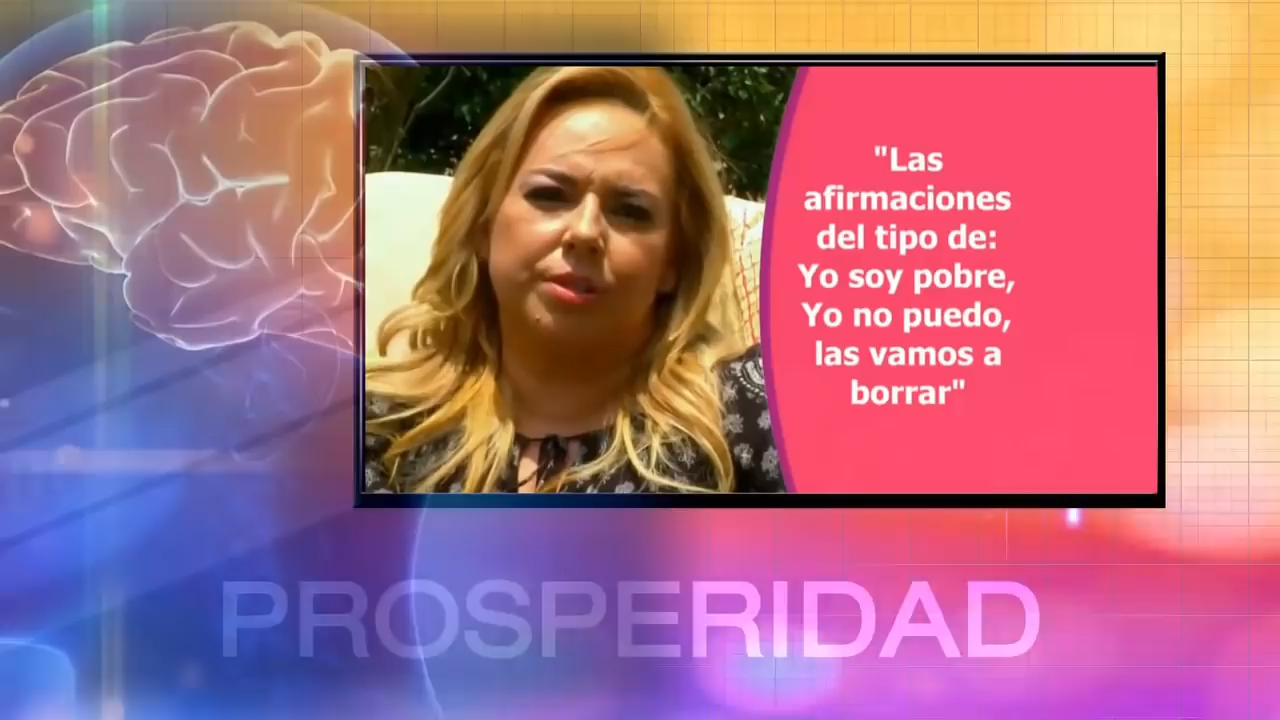 "Las
afirmaciones
del tipo de:
Yo soy pobre,
Yo no puedo,
las vamos a
borrar"
PROSPERIDAD